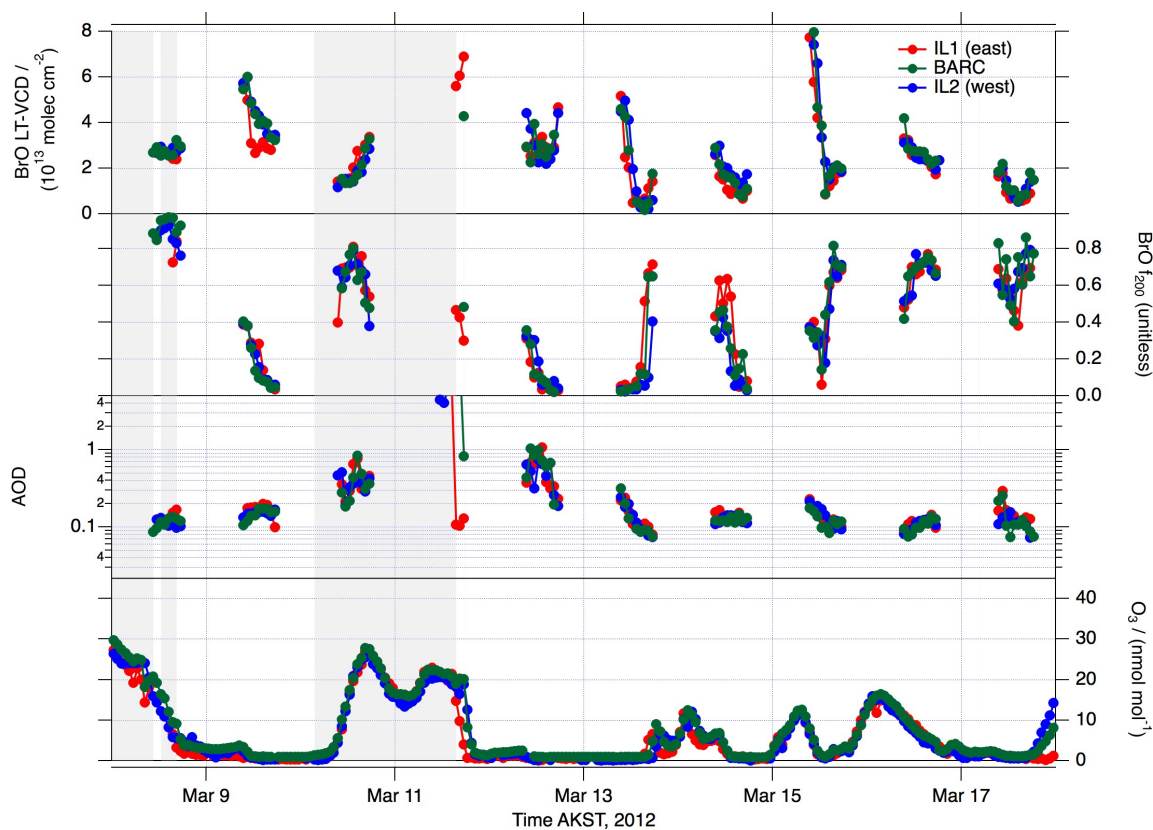 8
6
4
2
0
BrO LT-VCD /
(10¹³ molec cm⁻²)
IL1 (east)
BARC
IL2 (west)
0.8
0.6
0.4
0.2
0.0
BrO f₂₀₀ (unitless)
4
2
1
4
2
0.1
4
AOD
40
30
20
10
0
O₃ / (nmol mol⁻¹)
Mar 9
Mar 11
Mar 13
Mar 15
Mar 17
Time AKST, 2012